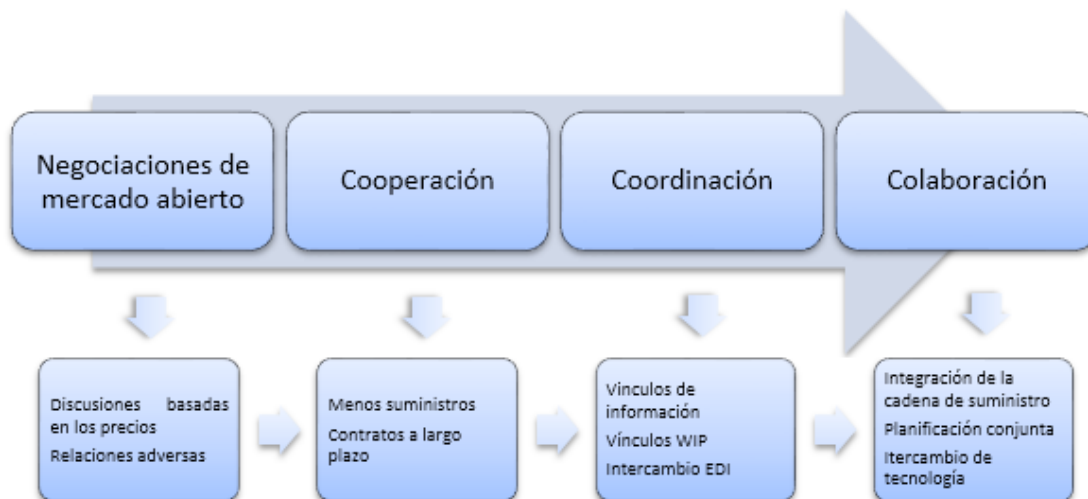 Negociaciones de
mercado abierto
Cooperación
Coordinación
Colaboración
Discusiones basadas
en los precios
Relaciones adversas
Menos suministros
Contratos a largo
plazo
Vínculos de
información
Vínculos WIP
Intercambio EDI
Integración de la
cadena de suministro
Planificación conjunta
Itercambio de
tecnología